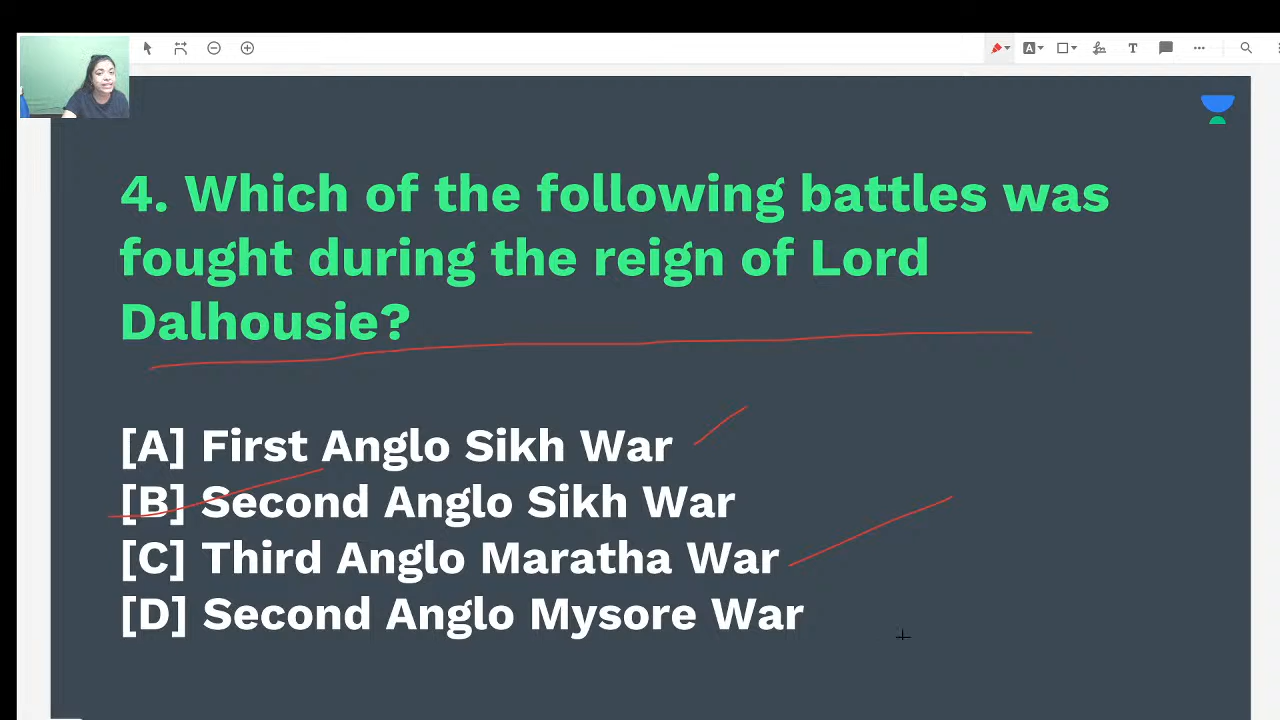 4. Which of the following battles was
fought during the reign of Lord
Dalhousie?
[A] First Anglo Sikh War
[B] Second Anglo Sikh War
[C] Third Anglo Maratha War
[D] Second Anglo Mysore War